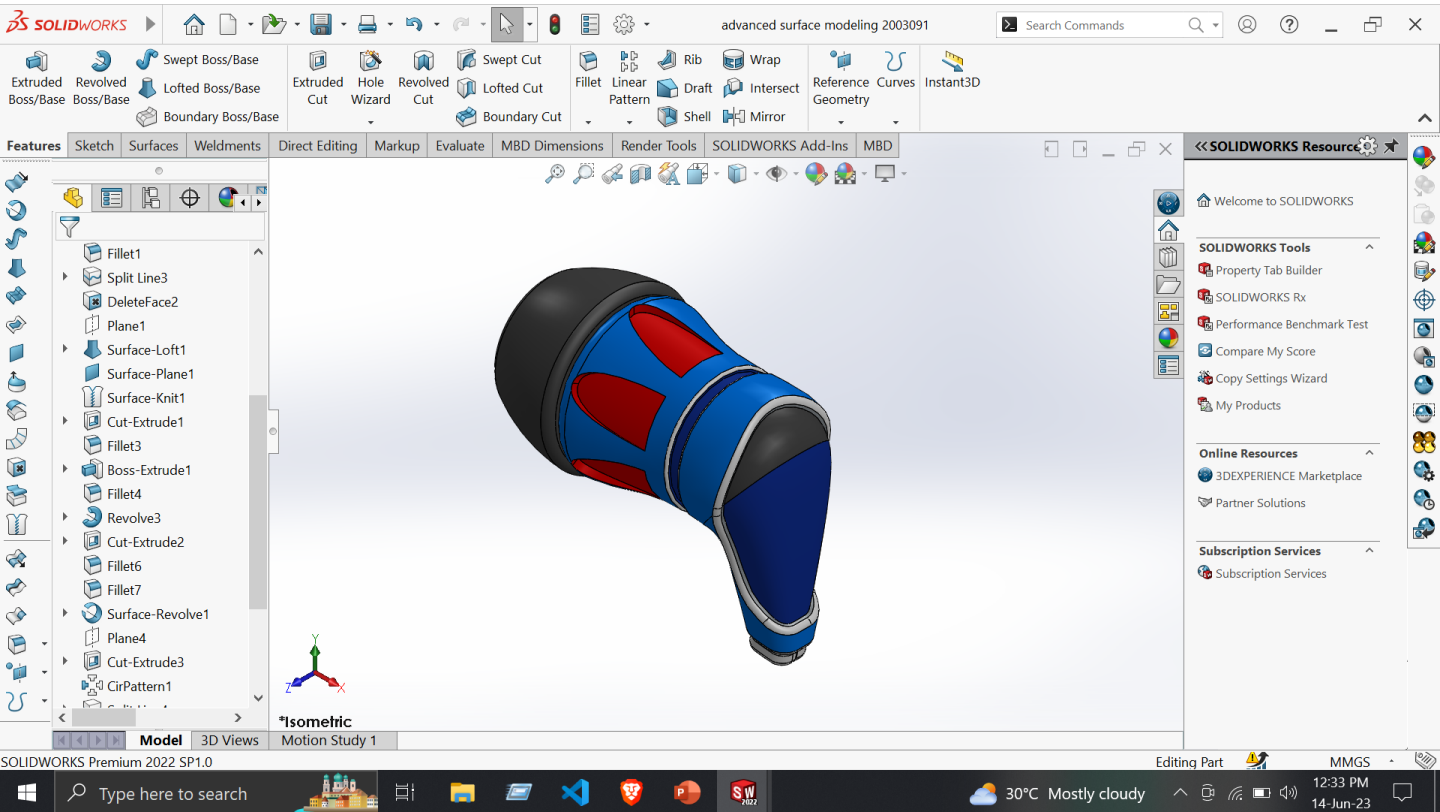 SOLIDWORKS
advanced surface modeling 2003091
Search Commands
Extruded Boss/Base
Revolved Boss/Base
Swept Boss/Base
Lofted Boss/Base
Boundary Boss/Base
Extruded Cut
Hole Wizard
Revolved Cut
Swept Cut
Lofted Cut
Boundary Cut
Fillet
Linear Pattern
Rib
Draft
Shell
Wrap
Intersect
Mirror
Reference Geometry
Curves
Instant3D
Features
Sketch
Surfaces
Weldments
Direct Editing
Markup
Evaluate
MBD Dimensions
Render Tools
SOLIDWORKS Add-Ins
MBD
Fillet1
Split Line3
DeleteFace2
Plane1
Surface-Loft1
Surface-Plane1
Surface-Knit1
Cut-Extrude1
Fillet3
Boss-Extrude1
Fillet4
Revolve3
Cut-Extrude2
Fillet6
Fillet7
Surface-Revolve1
Plane4
Cut-Extrude3
CirPattern1
Y
Z
X
*Isometric
SOLIDWORKS Resource
Welcome to SOLIDWORKS
SOLIDWORKS Tools
Property Tab Builder
SOLIDWORKS Rx
Performance Benchmark Test
Compare My Score
Copy Settings Wizard
My Products
Online Resources
3DEXPERIENCE Marketplace
Partner Solutions
Subscription Services
Subscription Services
Model
3D Views
Motion Study 1
SOLIDWORKS Premium 2022 SP1.0
Editing Part
MMGS
Type here to search
SW
2022
30°C Mostly cloudy
12:33 PM
14-Jun-23